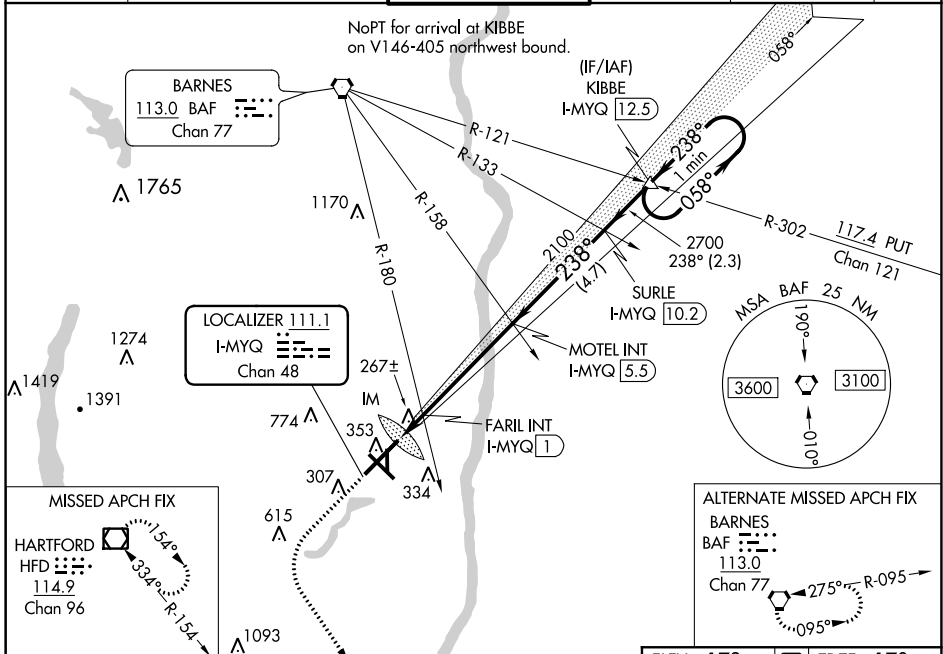 NoPT for arrival at KIBBE
on V146-405 northwest bound.
058°
(IF/IAF)
KIBBE
I-MYQ 12.5
BARNES
113.0 BAF
Chan 77
R-121
R-133
R-158
R-180
238°
1 min
058°
1765
1170
2100
238°
(4.7)
2700
238° (2.3)
R-302
117.4 PUT
Chan 121
SURLE
I-MYQ 10.2
MSA BAF 25 NM
190°
3600
3100
010°
LOCALIZER 111.1
I-MYQ
Chan 48
MOTEL INT
I-MYQ 5.5
1274
1419
1391
267±
IM
774
353
FARIL INT
I-MYQ 1
307
334
615
MISSED APCH FIX
HARTFORD
HFD
114.9
Chan 96
154°
334°
R-154
1093
ALTERNATE MISSED APCH FIX
BARNES
BAF
113.0
Chan 77
275°
R-095
095°